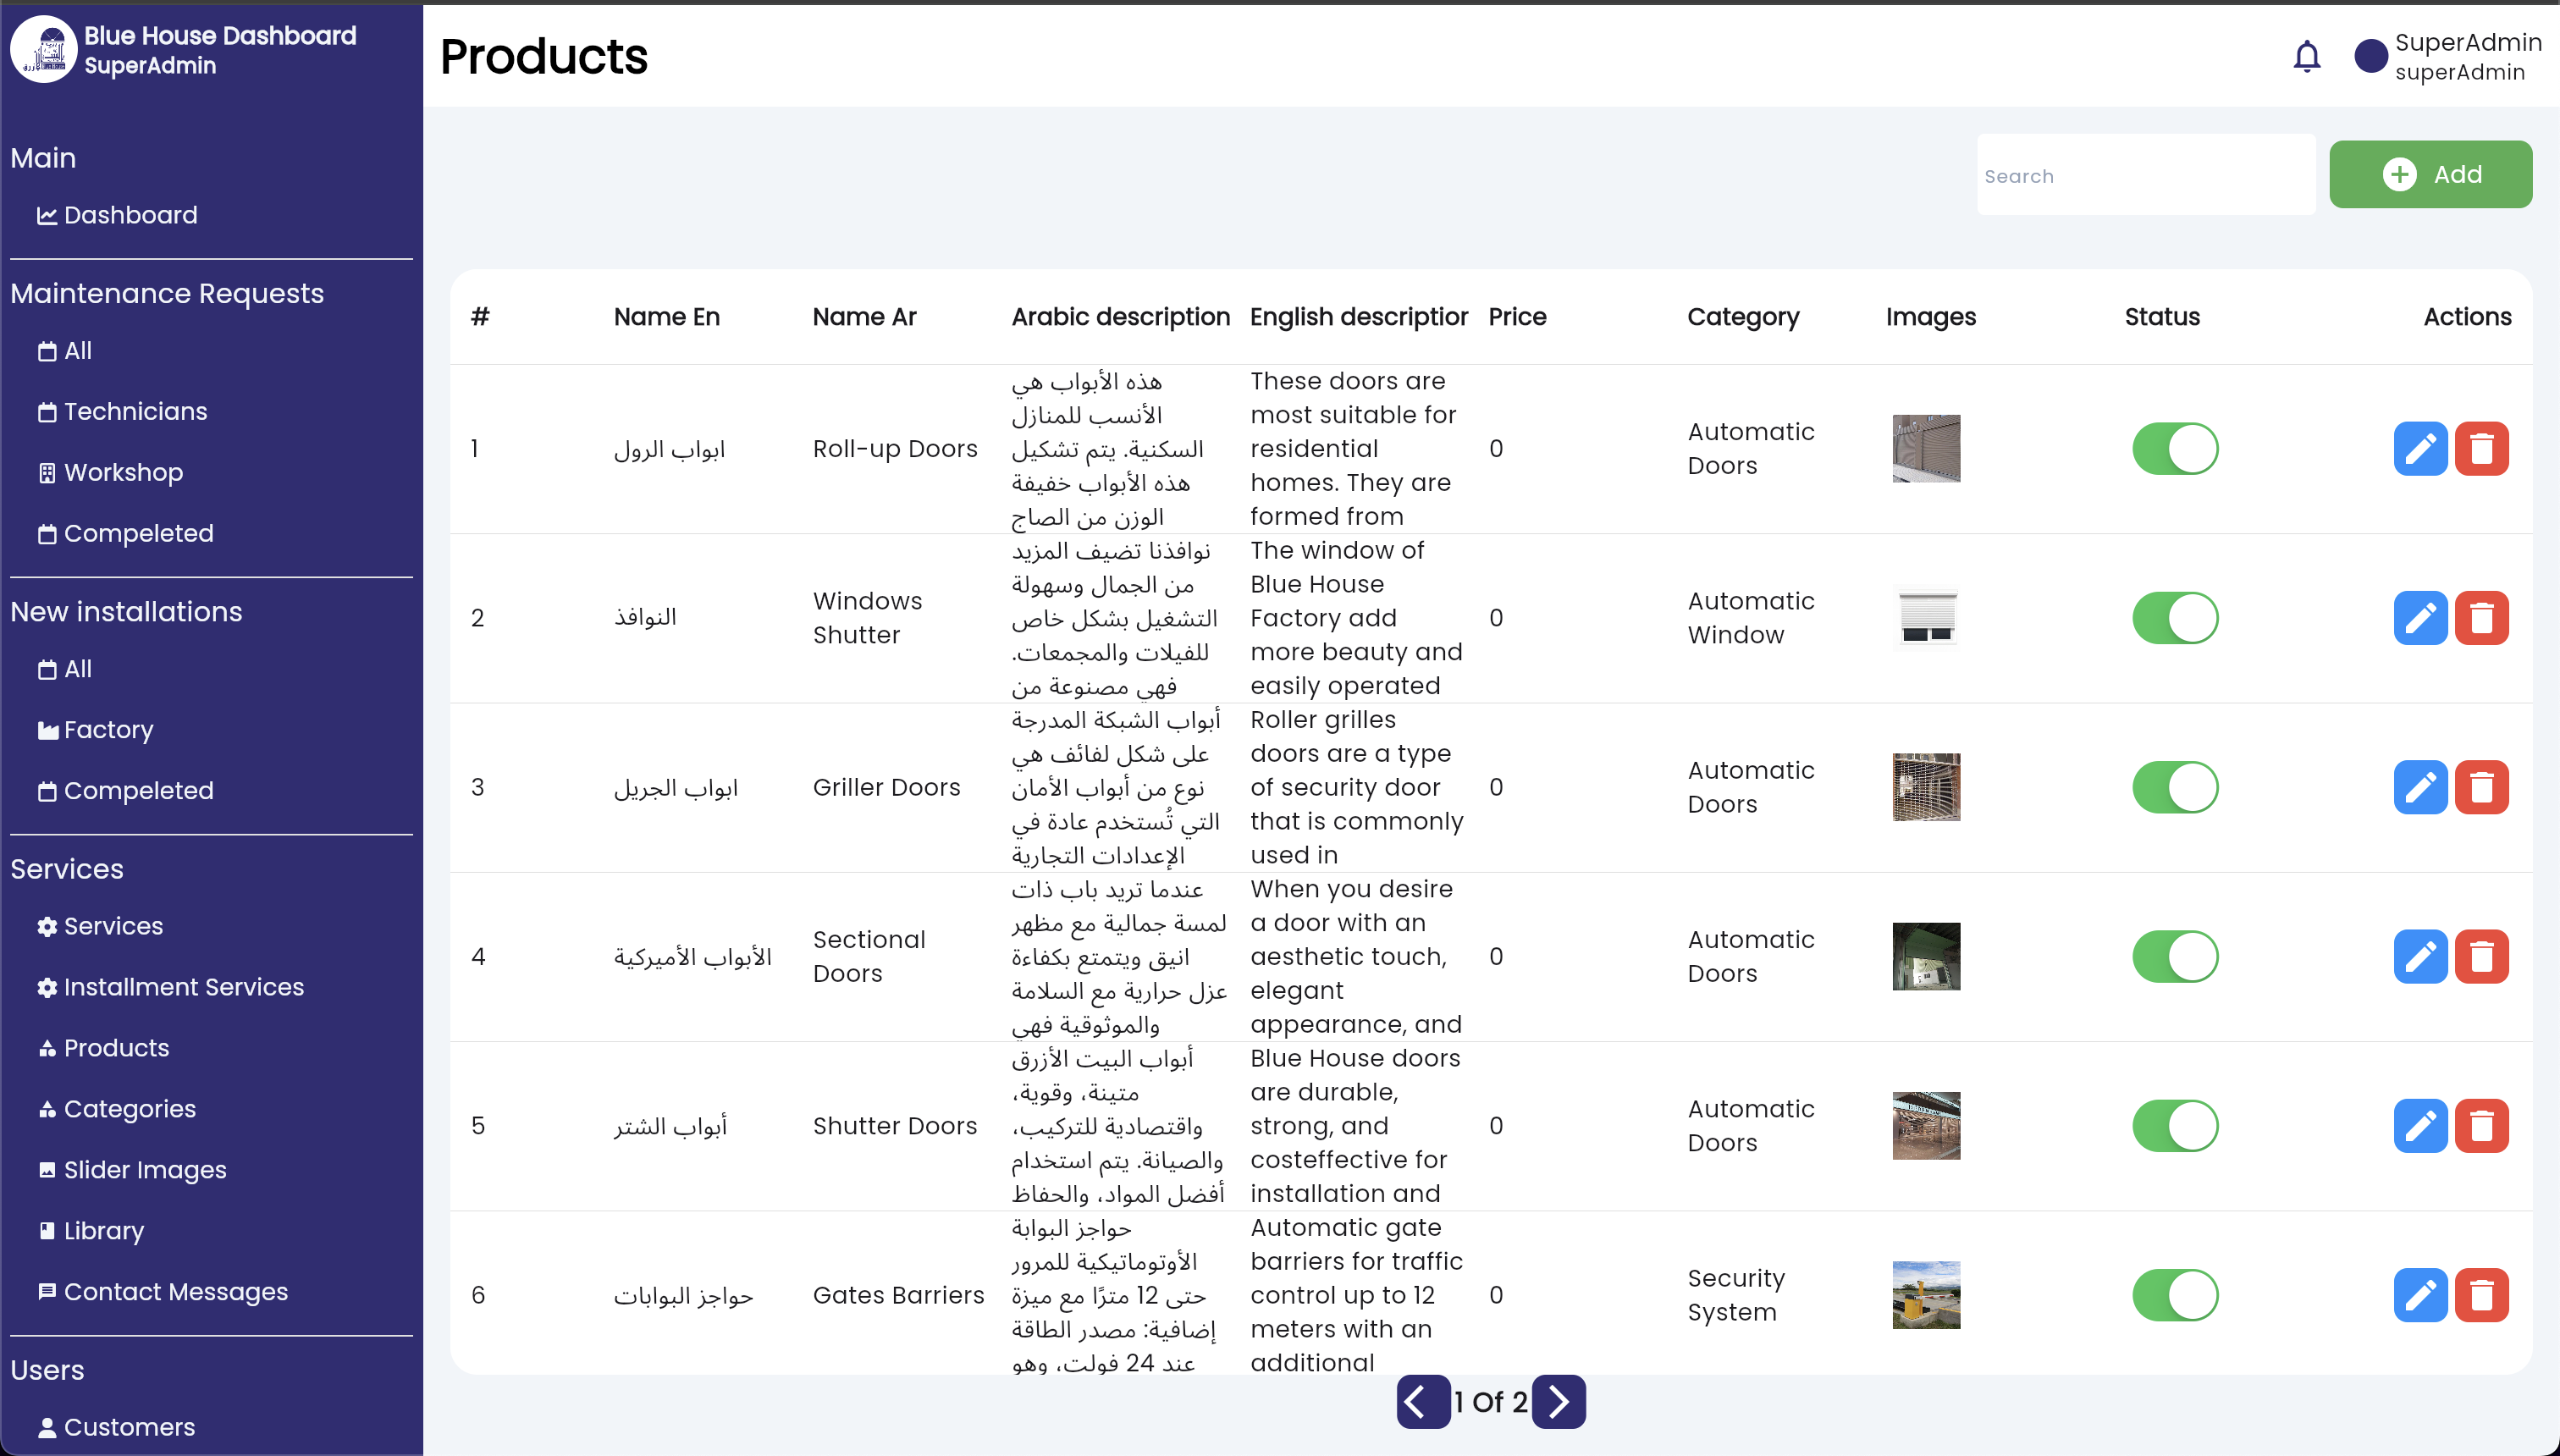 Blue House Dashboard
SuperAdmin
Main
Dashboard
Maintenance Requests
All
Technicians
Workshop
Compeleted
New installations
All
Factory
Compeleted
Services
Services
Installment Services
Products
Categories
Slider Images
Library
Contact Messages
Users
Customers
Products
SuperAdmin
superAdmin
Search
Add
# Name En Name Ar Arabic description English description Price Category Images Status Actions
1
ابواب الرول
Roll-up Doors
هذه الأبواب هي
الأنسب للمنازل
السكنية. يتم تشكيل
هذه الأبواب خفيفة
الوزن من الصاج
These doors are
most suitable for
residential
homes. They are
formed from
0
Automatic
Doors
2
النوافذ
Windows
Shutter
نوافذنا تضيف المزيد
من الجمال وسهولة
التشغيل بشكل خاص
للفيلات والمجمعات.
فهي مصنوعة من
The window of
Blue House
Factory add
more beauty and
easily operated
0
Automatic
Window
3
ابواب الجريل
Griller Doors
أبواب الشبكة المدرجة
على شكل لفائف هي
نوع من أبواب الأمان
التي تُستخدم عادة في
الإعدادات التجارية
Roller grilles
doors are a type
of security door
that is commonly
used in
0
Automatic
Doors
4
الأبواب الأميركية
Sectional
Doors
عندما تريد باب ذات
لمسة جمالية مع مظهر
انيق ويتمتع بكفاءة
عزل حرارية مع السلامة
والموثوقية فهي
When you desire
a door with an
aesthetic touch,
elegant
appearance, and
0
Automatic
Doors
5
أبواب الشتر
Shutter Doors
أبواب البيت الأزرق
متينة، وقوية،
واقتصادية للتركيب،
والصيانة. يتم استخدام
أفضل المواد، والحفاظ
Blue House doors
are durable,
strong, and
costeffective for
installation and
0
Automatic
Doors
6
حواجز البوابات
Gates Barriers
حواجز البوابة
الأوتوماتيكية للمرور
حتى 12 مترًا مع ميزة
إضافية: مصدر الطاقة
عند 24 فولت، وهو
Automatic gate
barriers for traffic
control up to 12
meters with an
additional
0
Security
System
1 Of 2